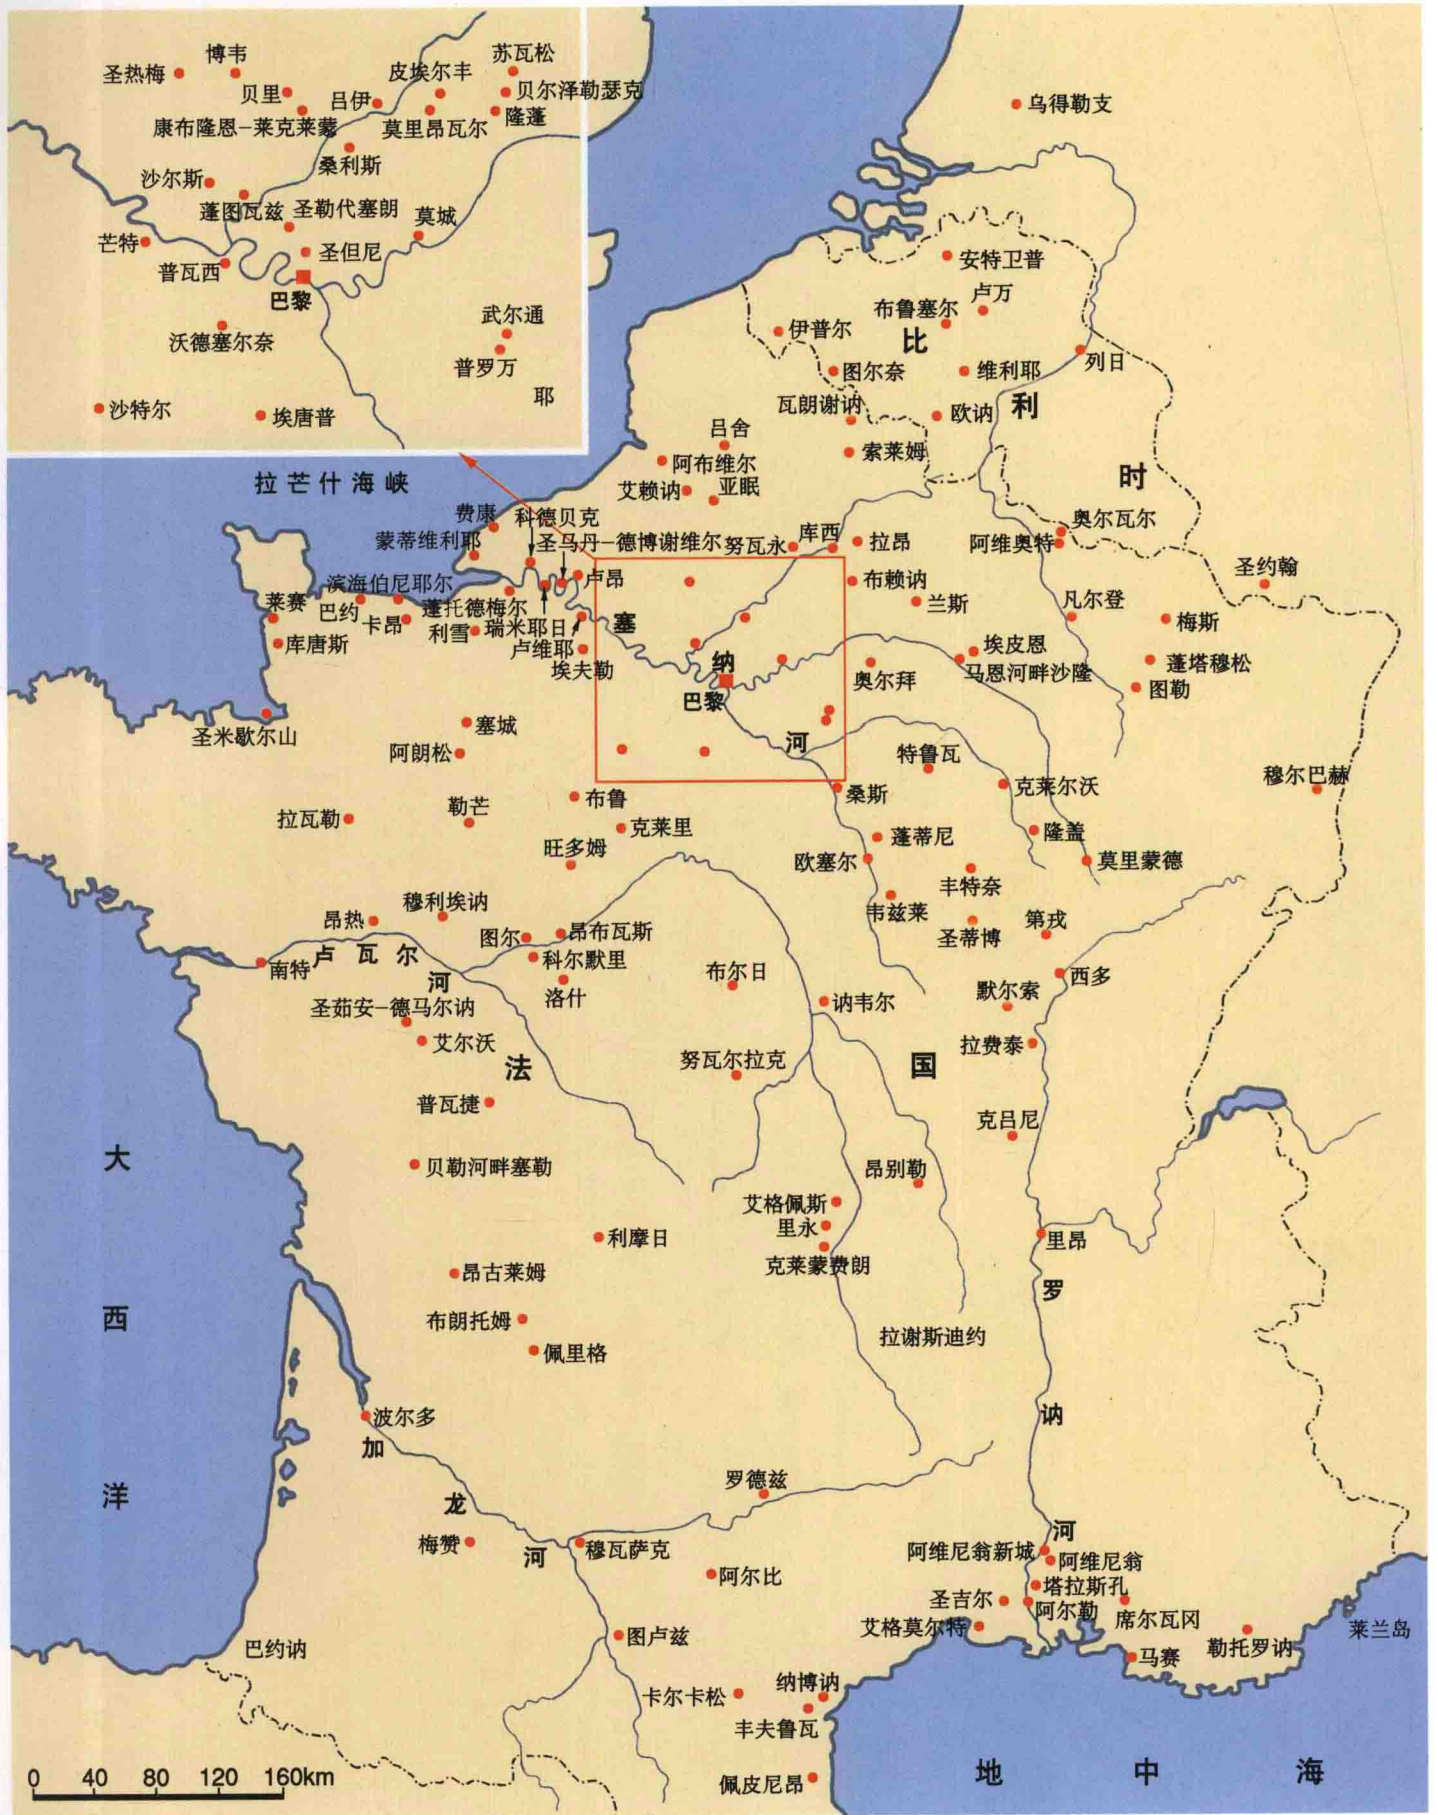 博韦
苏瓦松
圣热梅
皮埃尔丰
贝里
吕伊
贝尔泽勒瑟克
康布隆恩-莱克莱蒙
莫里昂瓦尔
隆蓬
桑利斯
沙尔斯
蓬图瓦兹
圣勒代塞朗
莫城
芒特
圣但尼
普瓦西
巴黎
武尔通
沃德塞尔奈
普罗万
耶
沙特尔
埃唐普
乌得勒支
安特卫普
卢万
布鲁塞尔
伊普尔
比
列日
图尔奈
维利耶
瓦朗谢讷
欧讷
利
吕舍
索莱姆
阿布维尔
时
艾赖讷
亚眠
拉芒什海峡
费康
科德贝克
奥尔瓦尔
蒙蒂维利耶
圣马丹-德博谢维尔
努瓦永
库西
拉昂
阿维奥特
圣约翰
滨海伯尼耶尔
卢昂
布赖讷
莱赛
巴约
卡昂
蓬托德梅尔
兰斯
凡尔登
梅斯
利雪
瑞米耶日
塞
库唐斯
卢维耶
埃皮恩
埃夫勒
纳
奥尔拜
马恩河畔沙隆
蓬塔穆松
图勒
巴黎
圣米歇尔山
塞城
河
阿朗松
特鲁瓦
克莱尔沃
穆尔巴赫
桑斯
布鲁
拉瓦勒
勒芒
克莱里
蓬蒂尼
隆盖
旺多姆
欧塞尔
莫里蒙德
丰特奈
穆利埃讷
韦兹莱
昂热
第戎
图尔
昂布瓦斯
圣蒂博
卢瓦尔
南特
科尔默里
河
布尔日
西多
洛什
讷韦尔
默尔索
圣茹安-德马尔讷
艾尔沃
拉费泰
法
努瓦尔拉克
国
普瓦捷
克吕尼
大
贝勒河畔塞勒
昂别勒
艾格佩斯
里永
利摩日
里昂
克莱蒙费朗
昂古莱姆
罗
西
布朗托姆
拉谢斯迪约
佩里格
波尔多
讷
加
罗德兹
洋
龙
河
梅赞
河
穆瓦萨克
阿维尼翁新城
阿维尼翁
阿尔比
塔拉斯孔
圣吉尔
阿尔勒
席尔瓦冈
艾格莫尔特
莱兰岛
图卢兹
巴约讷
马赛
勒托罗讷
纳博讷
卡尔卡松
丰夫鲁瓦
佩皮尼昂
地中海
0 40 80 120 160km